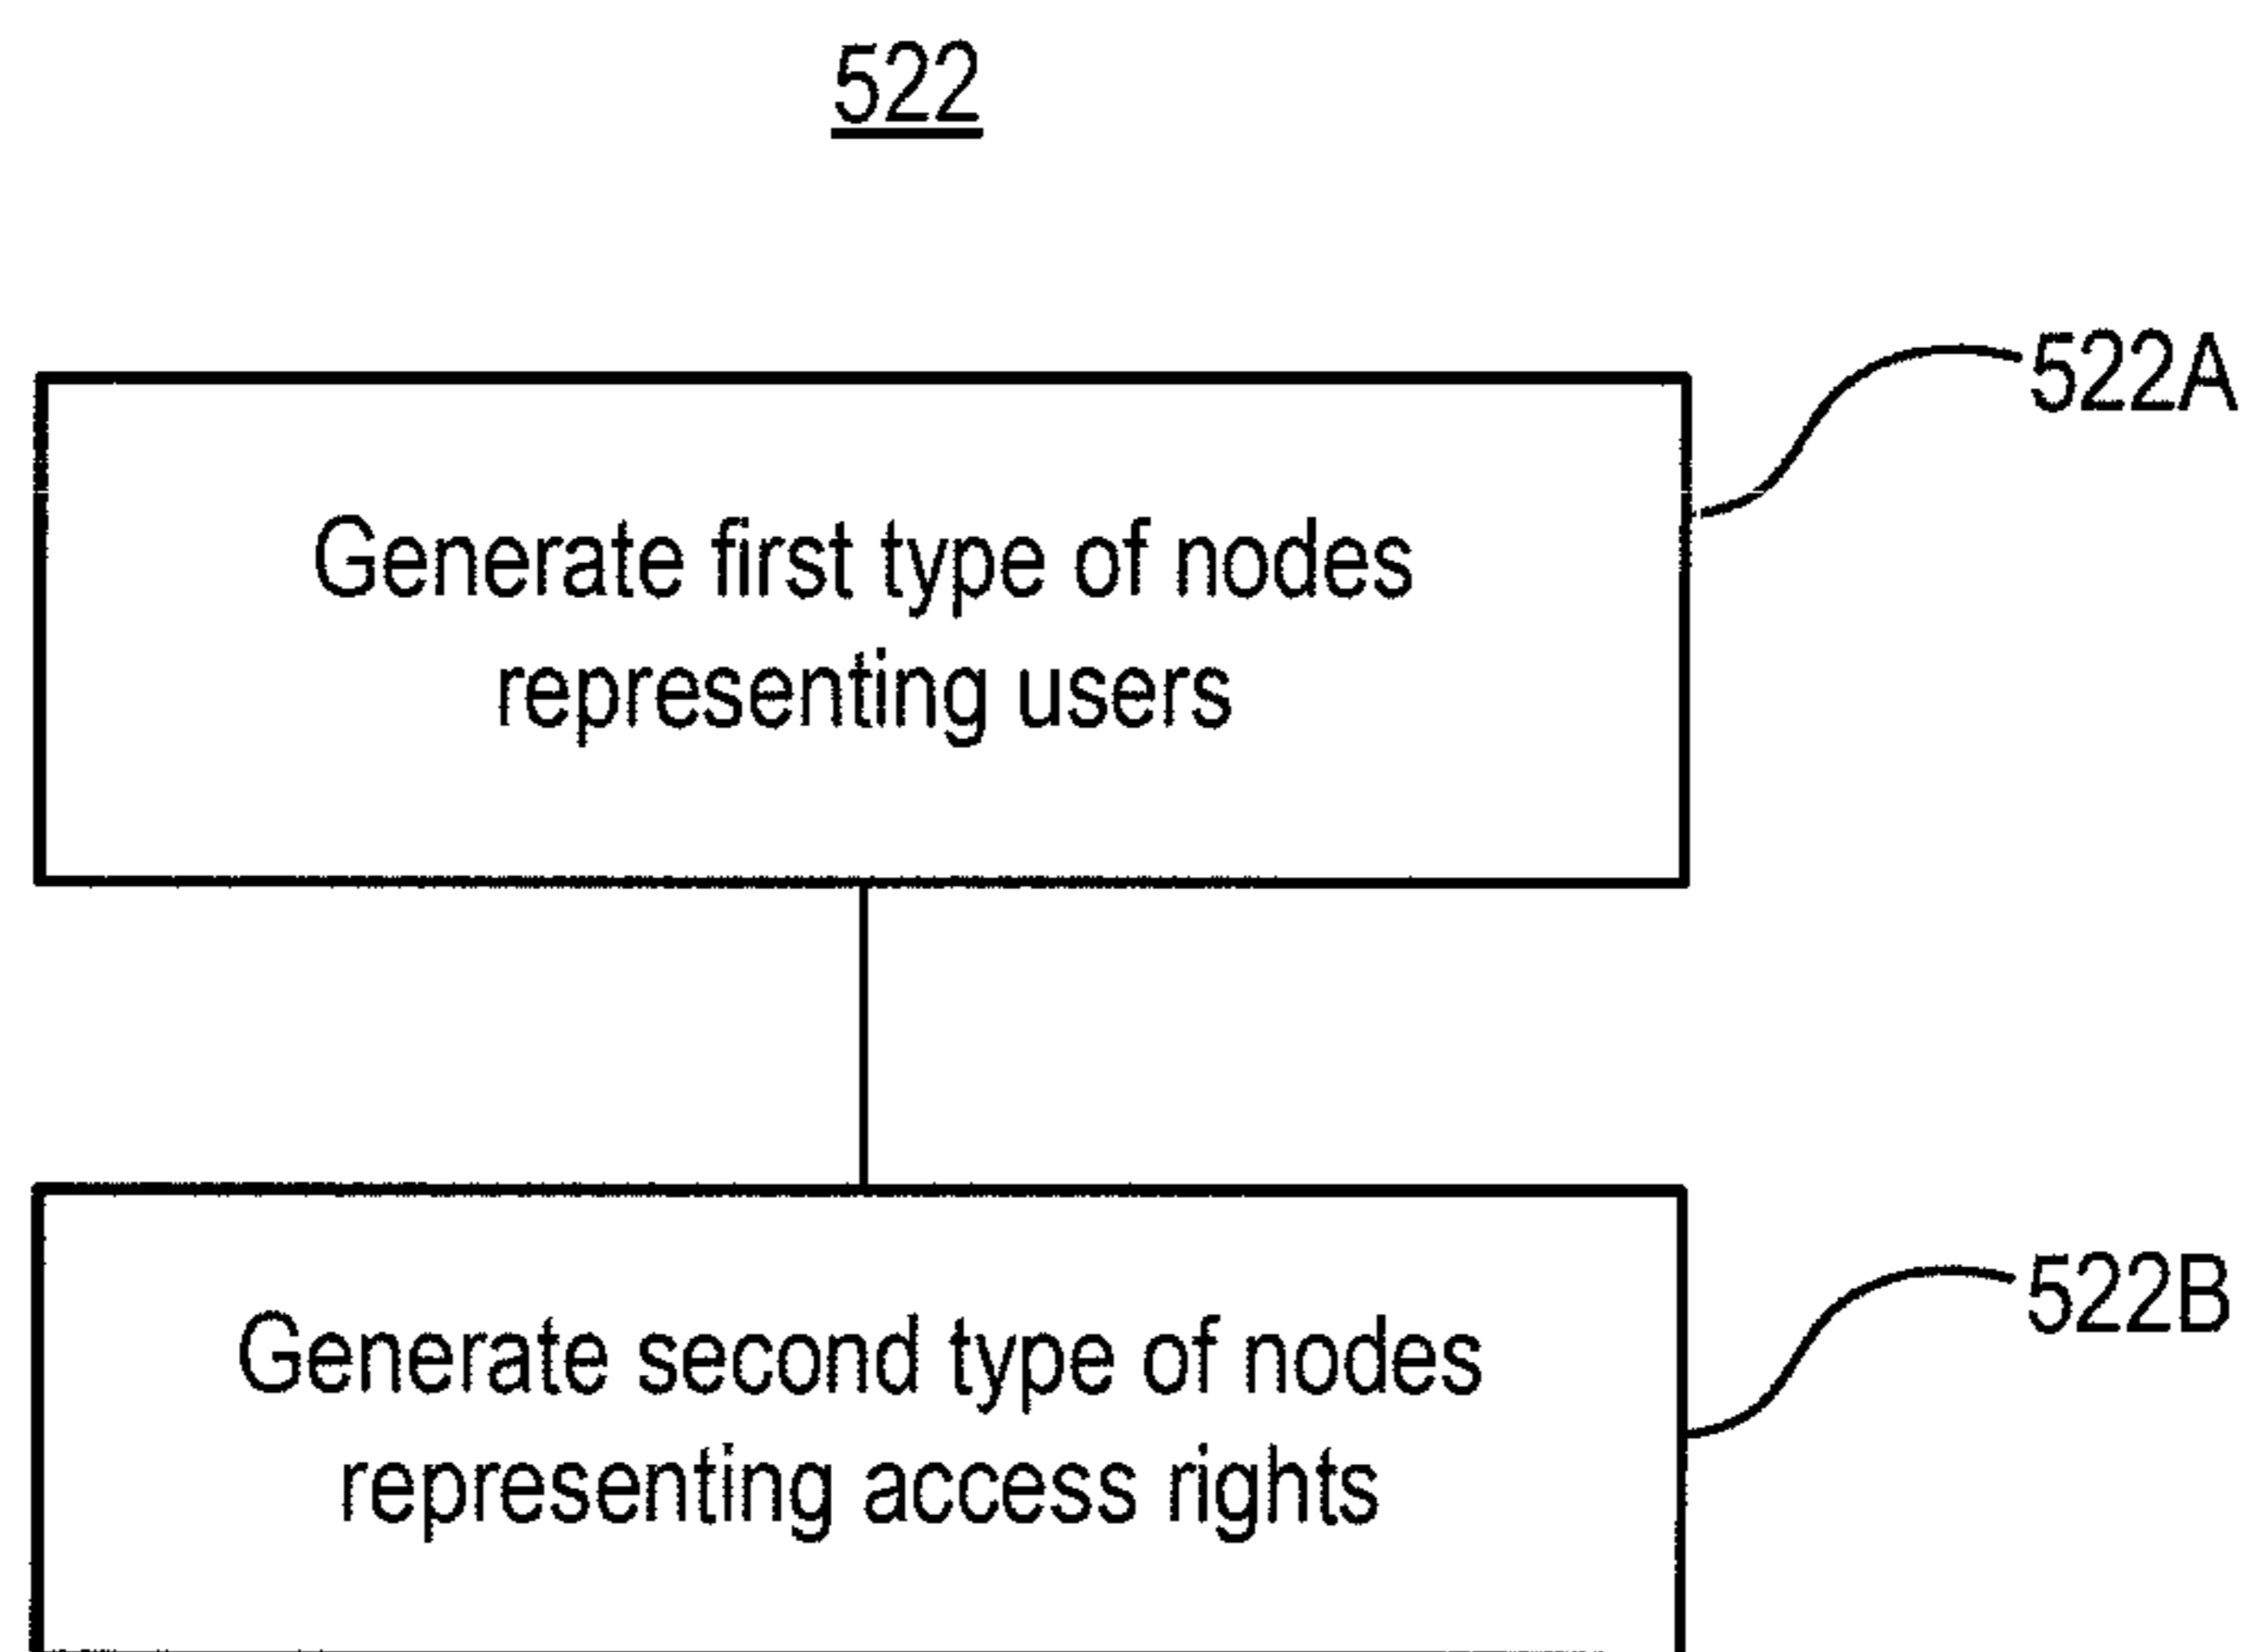 522
522A
Generate first type of nodes
representing users
522B
Generate second type of nodes
representing access rights